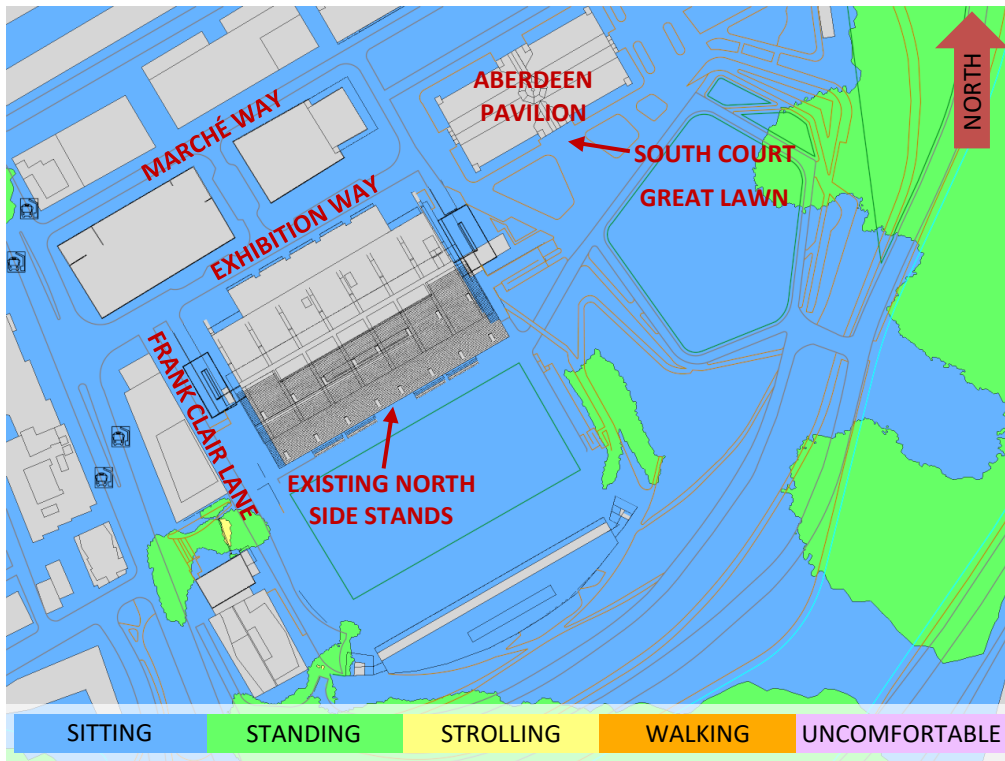 ABERDEEN
PAVILION
NORTH
MARCHÉ WAY
SOUTH COURT
GREAT LAWN
EXHIBITION WAY
FRANK CLAIR LANE
EXISTING NORTH
SIDE STANDS
SITTING
STANDING
STROLLING
WALKING
UNCOMFORTABLE